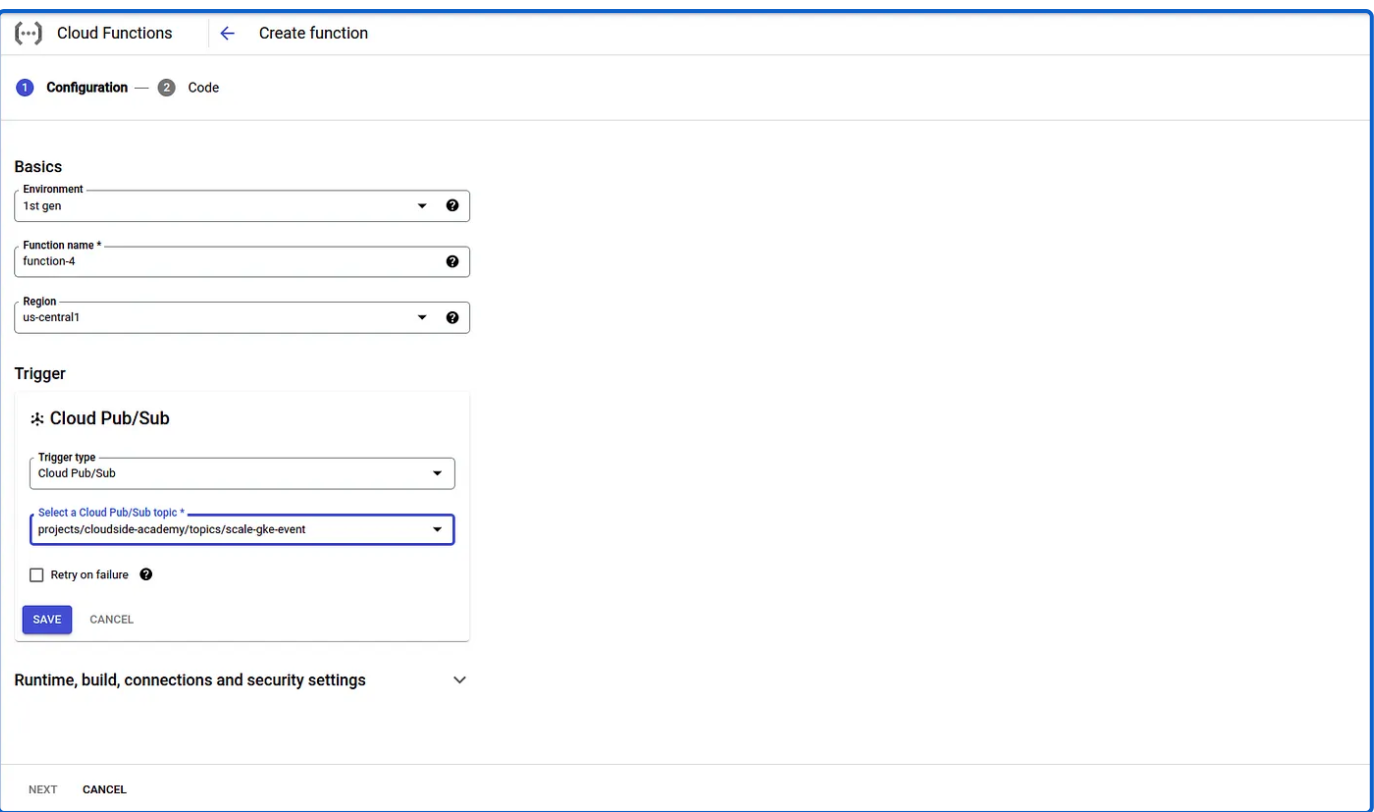 Cloud Functions Create function
1 Configuration — 2 Code
Basics
Environment
1st gen
Function name *
function-4
Region
us-central1
Trigger
Cloud Pub/Sub
Trigger type
Cloud Pub/Sub
Select a Cloud Pub/Sub topic *
projects/cloudside-academy/topics/scale-gke-event
Retry on failure
SAVE CANCEL
Runtime, build, connections and security settings
NEXT CANCEL